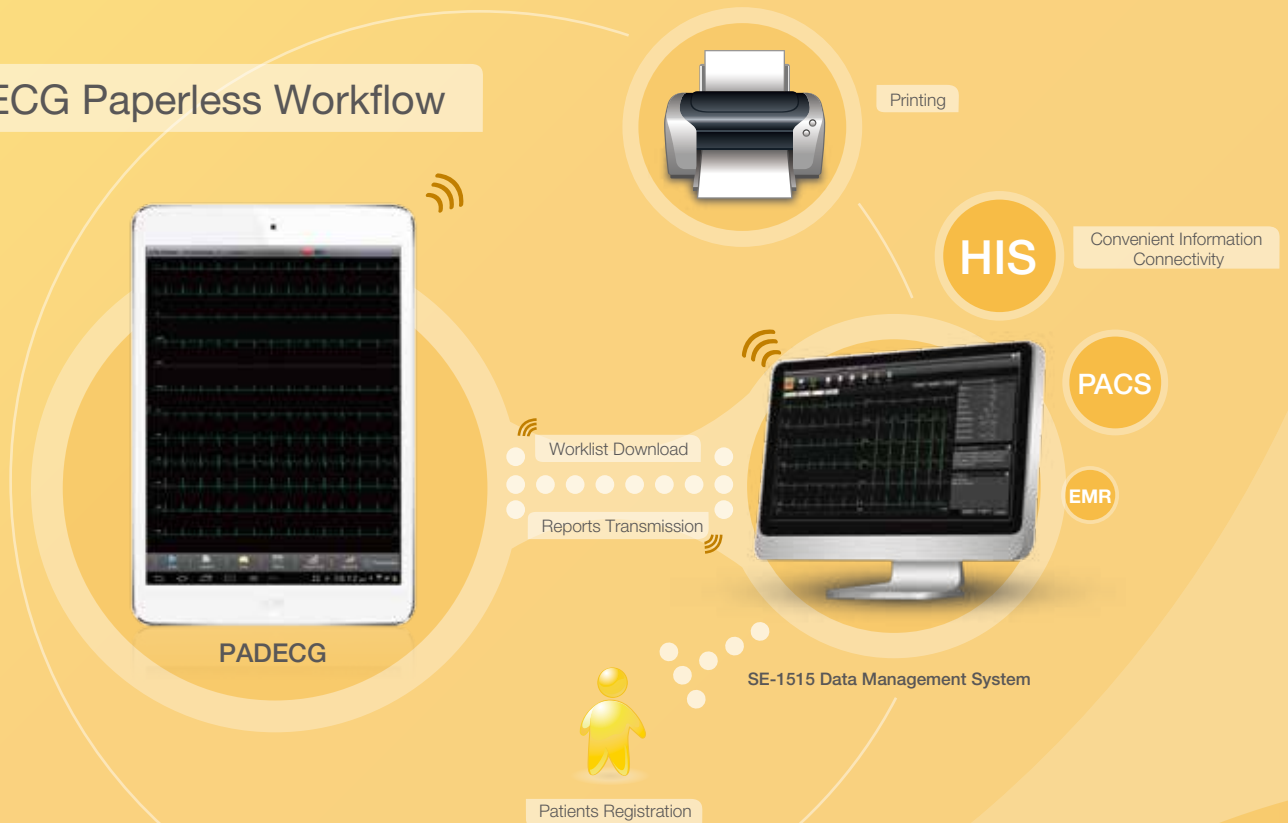 ECG Paperless Workflow
Printing
HIS
Convenient Information
Connectivity
PACS
EMR
Worklist Download
Reports Transmission
PADECG
SE-1515 Data Management System
Patients Registration